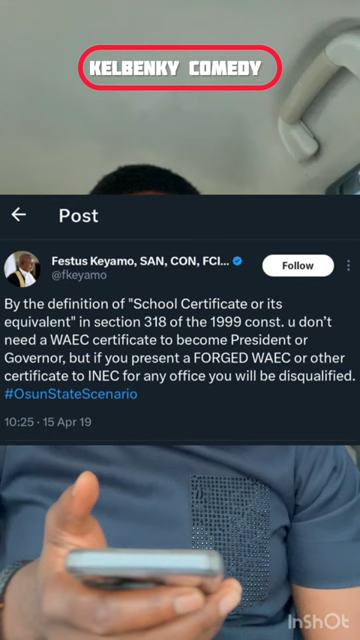 KELBENKY COMEDY
Post
Festus Keyamo, SAN, CON, FCI...
@fkeyamo
Follow
By the definition of "School Certificate or its
equivalent" in section 318 of the 1999 const. u don't
need a WAEC certificate to become President or
Governor, but if you present a FORGED WAEC or other
certificate to INEC for any office you will be disqualified.
#OsunStateScenario
10:25 · 15 Apr 19
InShOt